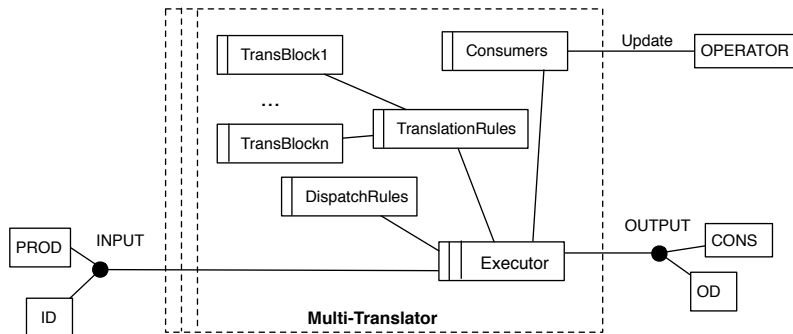 TransBlock1
Consumers
Update
OPERATOR
...
TransBlockn
TranslationRules
DispatchRules
PROD
INPUT
OUTPUT
CONS
Executor
ID
OD
Multi-Translator